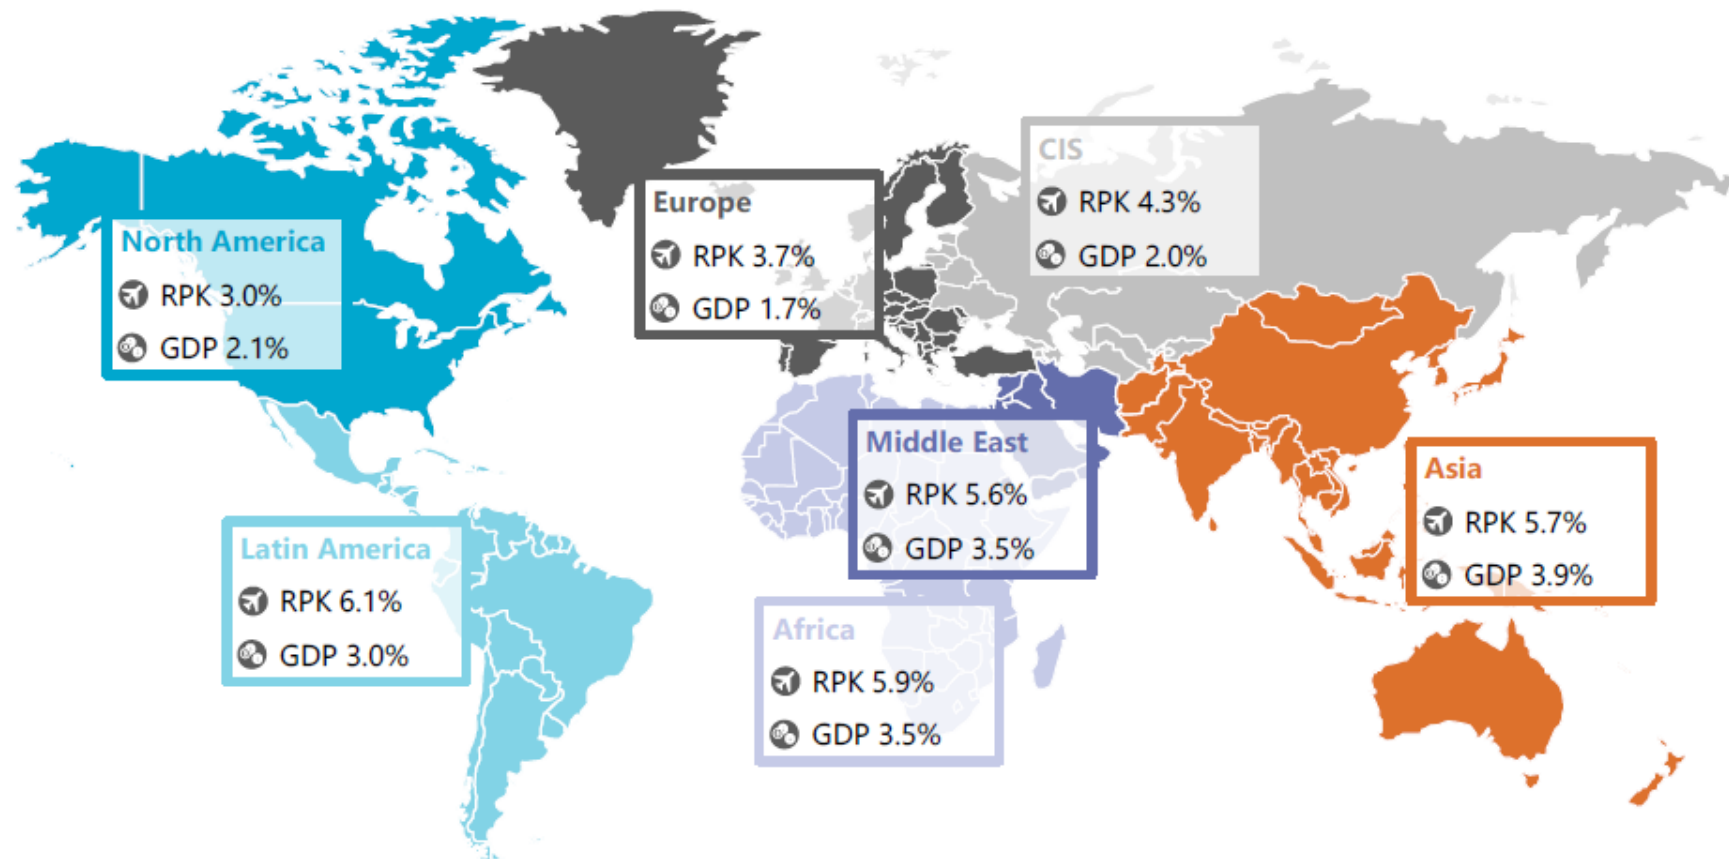 North America
RPK 3.0%
GDP 2.1%
Europe
RPK 3.7%
GDP 1.7%
CIS
RPK 4.3%
GDP 2.0%
Latin America
RPK 6.1%
GDP 3.0%
Middle East
RPK 5.6%
GDP 3.5%
Africa
RPK 5.9%
GDP 3.5%
Asia
RPK 5.7%
GDP 3.9%